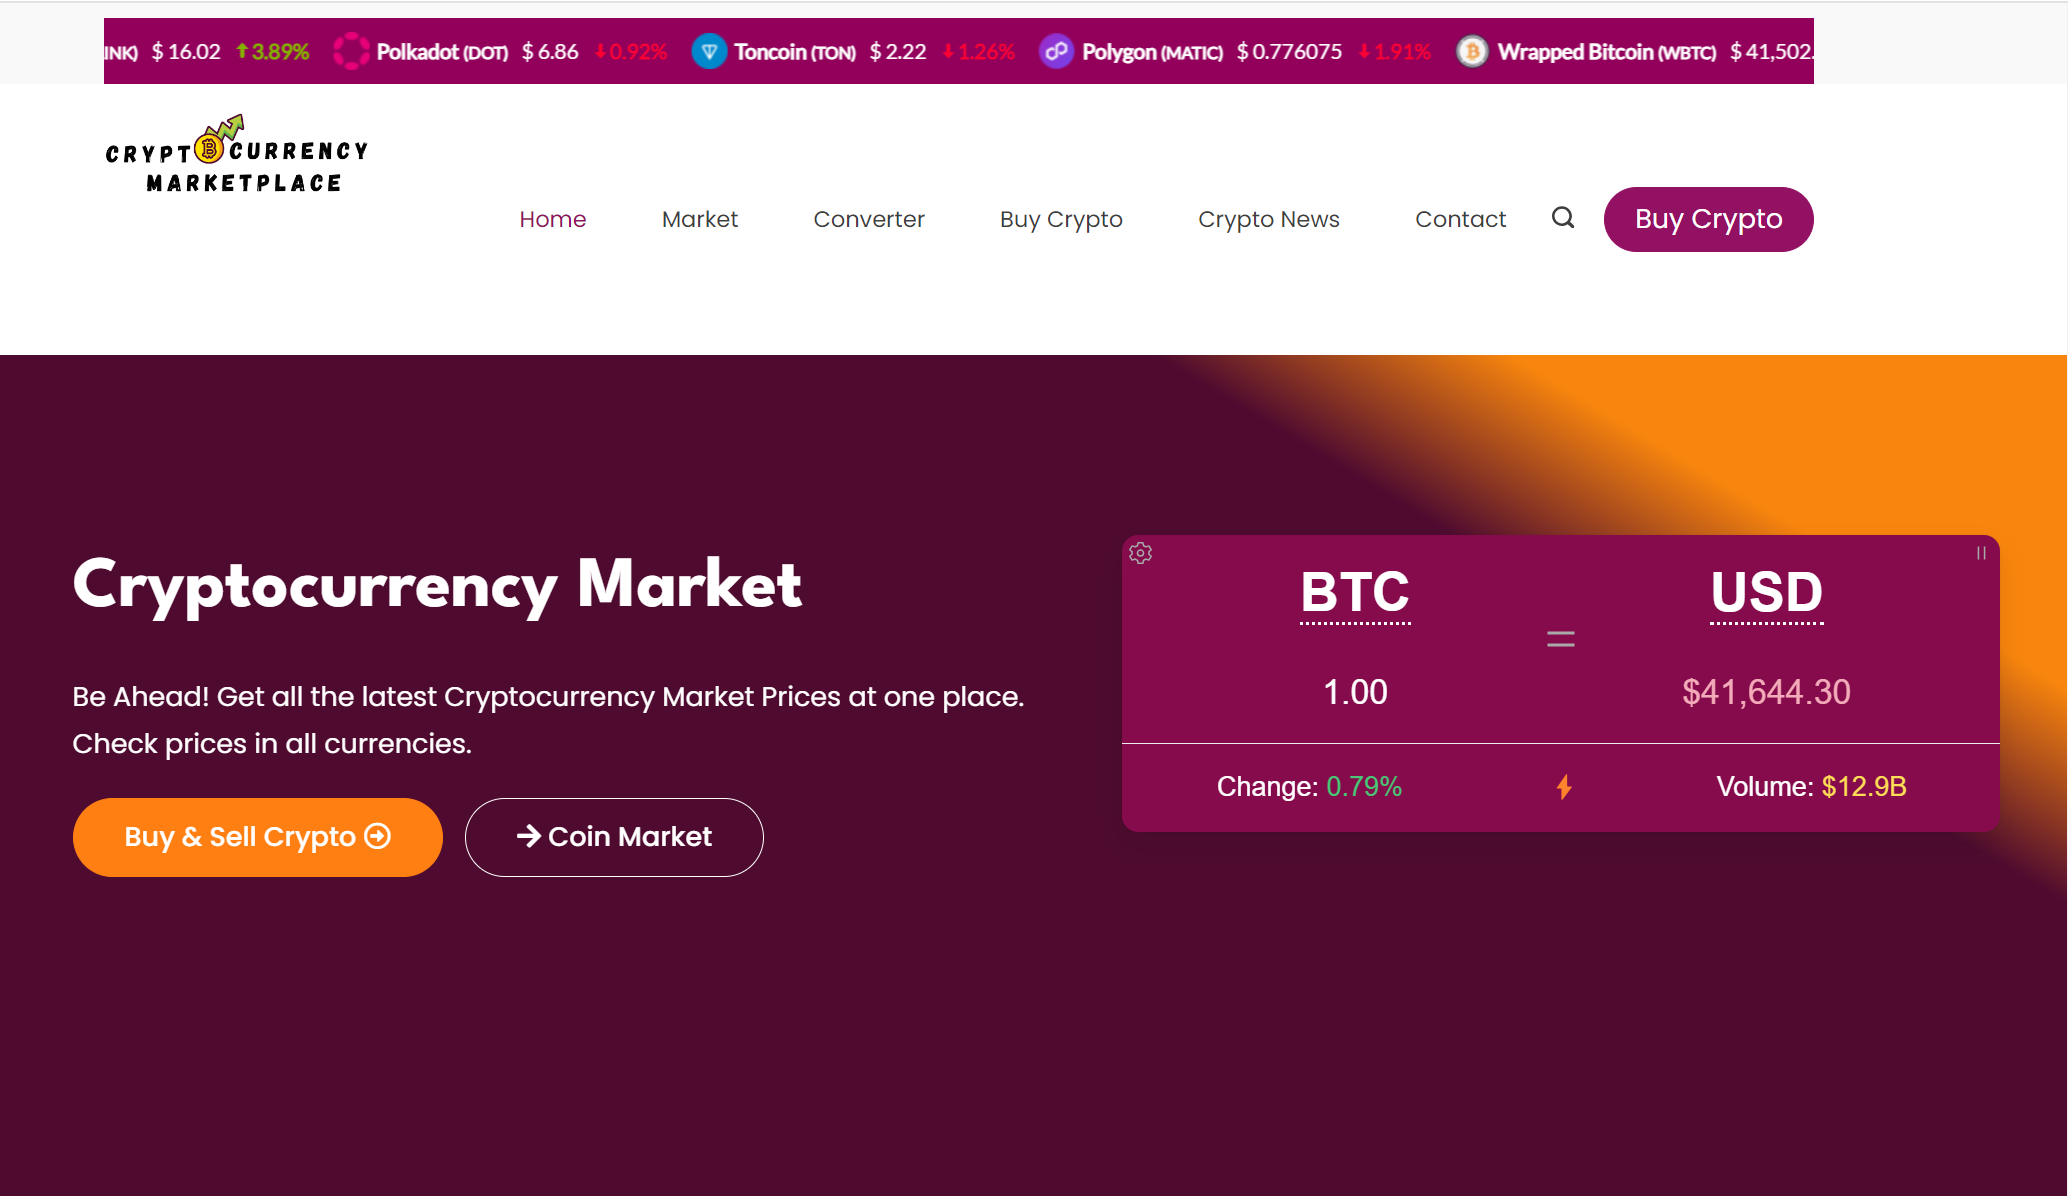 INK) $ 16.02 3.89% Polkadot (DOT) $ 6.86 0.92% Toncoin (TON) $ 2.22 1.26% Polygon (MATIC) $ 0.776075 1.91% Wrapped Bitcoin (WBTC) $ 41,502.
CRYPTOCURRENCY
MARKETPLACE
Home Market Converter Buy Crypto Crypto News Contact Buy Crypto
Cryptocurrency Market
Be Ahead! Get all the latest Cryptocurrency Market Prices at one place.
Check prices in all currencies.
Buy & Sell Crypto Coin Market
BTC = USD
1.00 $41,644.30
Change: 0.79% Volume: $12.9B